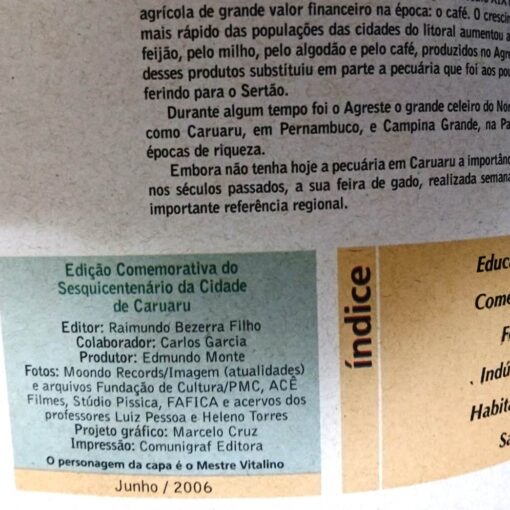 agrícola de grande valor financeiro na época: o café. O
mais rápido das populações das cidades do litoral aumentou
feijão, pelo milho, pelo algodão e pelo café, produzidos no
desses produtos substituiu em parte a pecuária que foi aos
ferindo para o Sertão.
Durante algum tempo foi o Agreste o grande celeiro do
como Caruaru, em Pernambuco, e Campina Grande, na
épocas de riqueza.
Embora não tenha hoje a pecuária em Caruaru a
nos séculos passados, a sua feira de gado, realizada
importante referência regional.
Edição Comemorativa do
Sesquicentenário da Cidade
de Caruaru
Editor: Raimundo Bezerra Filho
Colaborador: Carlos Garcia
Produtor: Edmundo Monte
Fotos: Moondo Records/Imagem (atualidades)
e arquivos Fundação de Cultura/PMC, ACÊ
Filmes, Stúdio Pissica, FAFICA e acervos dos
professores Luiz Pessoa e Heleno Torres
Projeto gráfico: Marcelo Cruz
Impressão: Comunigraf Editora
O personagem da capa é o Mestre Vitalino
Junho / 2006
índice
Educa
Come
F
Indú
Habita
Sa